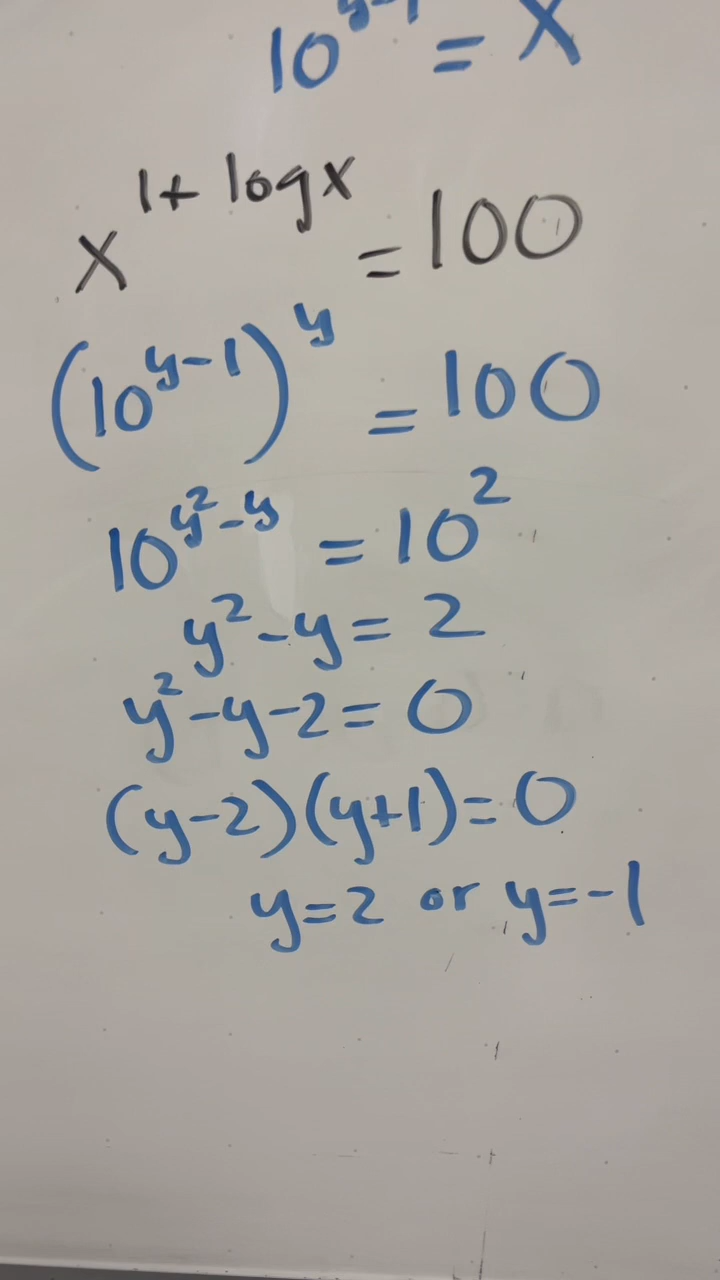 10^{y-1} = x
x^{1+logx} = 100
(10^{y-1})^y = 100
10^{y²-y} = 10²
y²-y = 2
y²-y-2 = 0
(y-2)(y+1) = 0
y=2 or y=-1